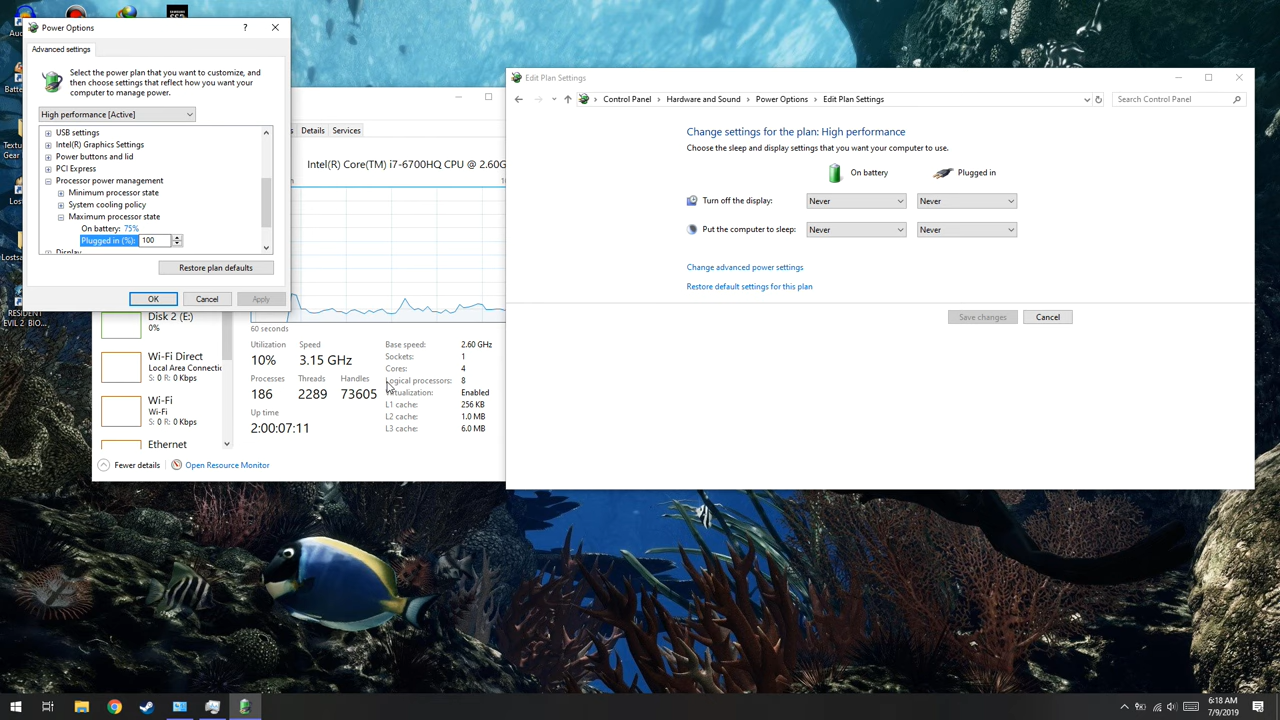 SAMSUNG
SSD
Power Options
?
Advanced settings
Select the power plan that you want to customize, and
then choose settings that reflect how you want your
computer to manage power.
High performance [Active]
USB settings
Intel(R) Graphics Settings
Power buttons and lid
PCI Express
Processor power management
Minimum processor state
System cooling policy
Maximum processor state
On battery: 75%
Plugged in (%): 100
Display
Restore plan defaults
OK Cancel Apply
Details Services
Intel(R) Core(TM) i7-6700HQ CPU @ 2.60G
60 seconds
Disk 2 (E:)
0%
Wi-Fi Direct
Local Area Connectic
S: 0 R: 0 Kbps
Wi-Fi
Wi-Fi
S: 0 R: 0 Kbps
Ethernet
Utilization Speed
10% 3.15 GHz
Processes Threads Handles
186 2289 73605
Up time
2:00:07:11
Base speed: 2.60 GHz
Sockets: 1
Cores: 4
Logical processors: 8
Virtualization: Enabled
L1 cache: 256 KB
L2 cache: 1.0 MB
L3 cache: 6.0 MB
Fewer details Open Resource Monitor
Edit Plan Settings
Control Panel > Hardware and Sound > Power Options > Edit Plan Settings
Search Control Panel
Change settings for the plan: High performance
Choose the sleep and display settings that you want your computer to use.
On battery Plugged in
Turn off the display: Never Never
Put the computer to sleep: Never Never
Change advanced power settings
Restore default settings for this plan
Save changes Cancel
RESIDENT
EVIL 2: BIO...
6:18 AM
7/9/2019